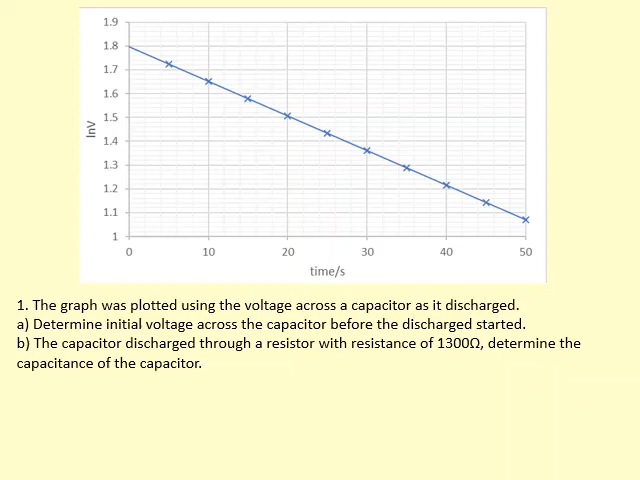 1.9
1.8
1.7
1.6
1.5
1.4
1.3
1.2
1.1
1
lnV
0 10 20 30 40 50
time/s
1. The graph was plotted using the voltage across a capacitor as it discharged.
a) Determine initial voltage across the capacitor before the discharged started.
b) The capacitor discharged through a resistor with resistance of 1300Ω, determine the
capacitance of the capacitor.